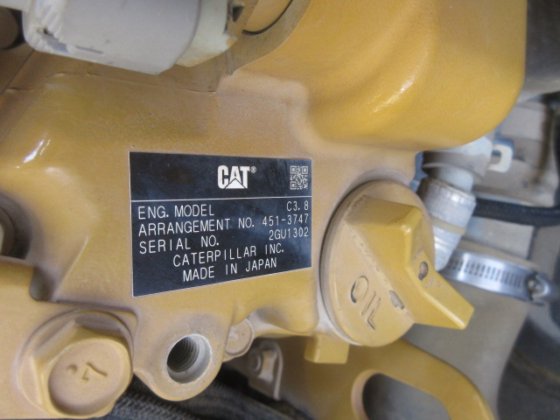 CAT®
ENG. MODEL C3.8
ARRANGEMENT NO. 451-3747
SERIAL NO. 2GU1302
CATERPILLAR INC.
MADE IN JAPAN
OIL